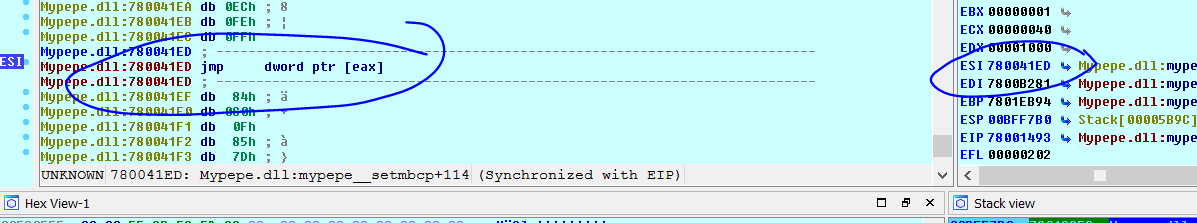 Mypepe.dll:780041EA db 0ECh ; 8
Mypepe.dll:780041EB db 0FEh ; ¦
Mypepe.dll:780041EC db 0FFh
Mypepe.dll:780041ED ; ----------------------------------------
Mypepe.dll:780041ED jmp dword ptr [eax]
Mypepe.dll:780041ED ; ----------------------------------------
Mypepe.dll:780041EF db 84h ; ä
Mypepe.dll:780041F0 db 0C0h ; +
Mypepe.dll:780041F1 db 0Fh
Mypepe.dll:780041F2 db 85h ; à
Mypepe.dll:780041F3 db 7Dh ; }
UNKNOWN 780041ED: Mypepe.dll:mypepe__setmbcp+114 (Synchronized with EIP)
ESI
EBX 00000001
ECX 00000040
EDX 00001000
ESI 780041ED Mypepe.dll:mype
EDI 7800B281 Mypepe.dll:mype
EBP 7801EB94 Mypepe.dll:mype
ESP 00BFF7B0 Stack[00005B9C]
EIP 78001493 Mypepe.dll:mype
EFL 00000202
Hex View-1
Stack view